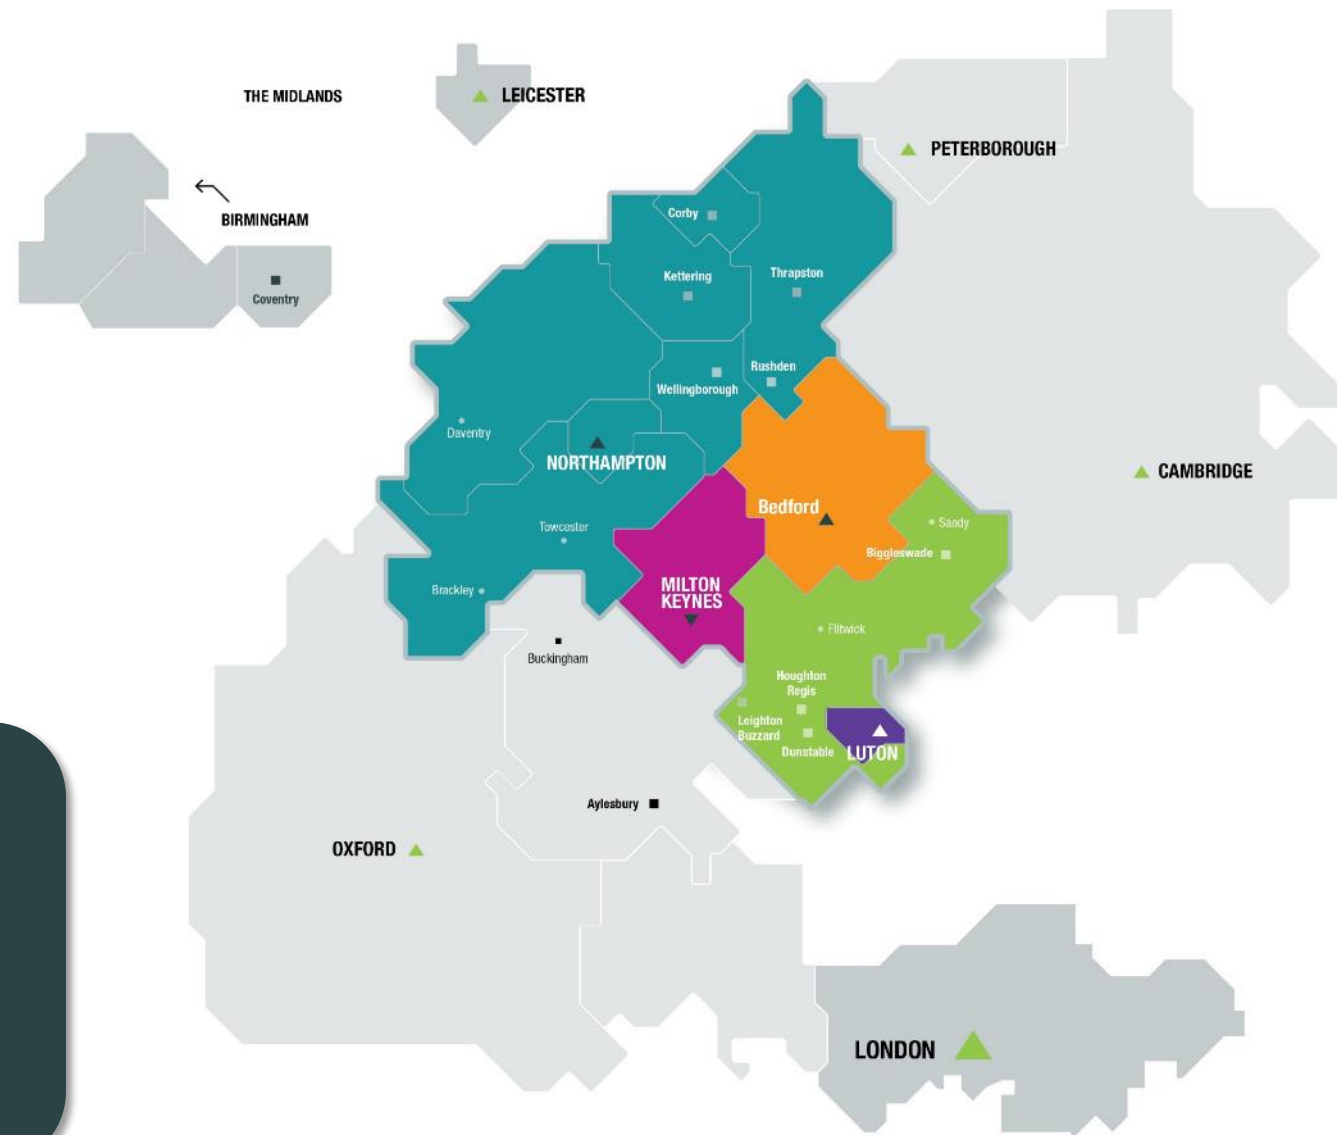 THE MIDLANDS
LEICESTER
PETERBOROUGH
BIRMINGHAM
Corby
Kettering
Thrapston
Coventry
Rushden
Wellingborough
Daventry
NORTHAMPTON
CAMBRIDGE
Bedford
Sandy
Towcester
Biggleswade
MILTON
KEYNES
Brackley
Flitwick
Buckingham
Houghton
Regis
Leighton
Buzzard
Dunstable
LUTON
Aylesbury
OXFORD
LONDON